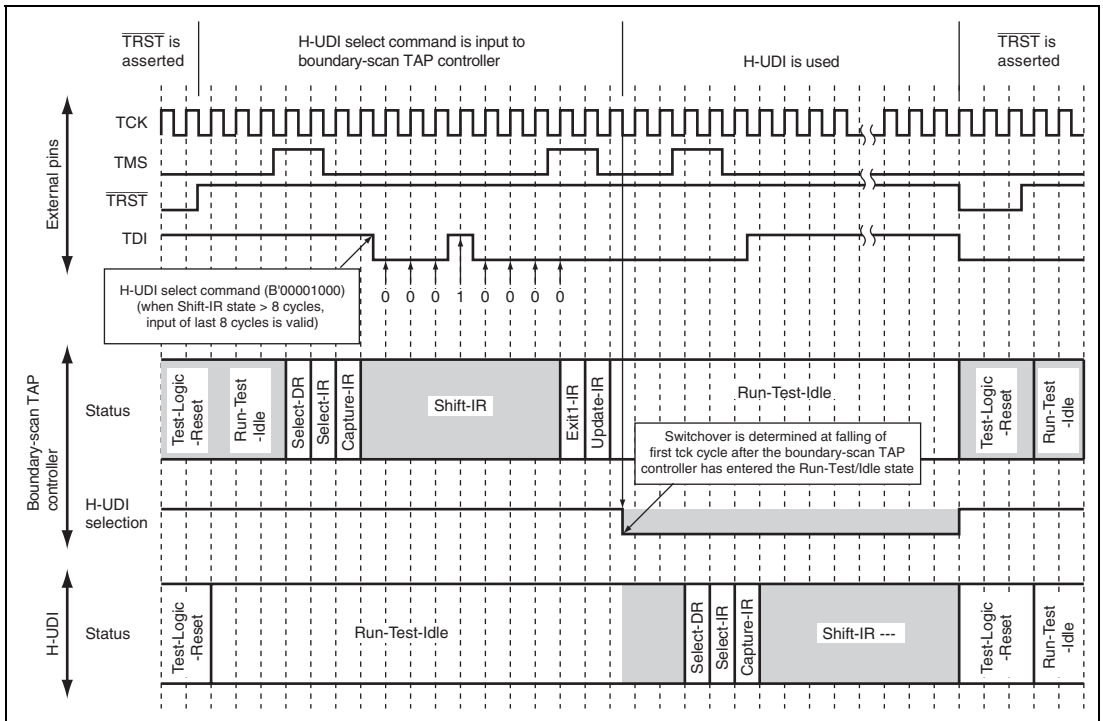 TRST is
asserted
H-UDI select command is input to
boundary-scan TAP controller
H-UDI is used
TRST is
asserted
External pins
TCK
TMS
TRST
TDI
H-UDI select command (B'00001000)
(when Shift-IR state > 8 cycles,
input of last 8 cycles is valid)
0 0 0 1 0 0 0 0
Boundary-scan TAP
controller
Status
Test-Logic
-Reset
Run-Test
-Idle
Select-DR
Select-IR
Capture-IR
Shift-IR
Exit1-IR
Update-IR
Run-Test-Idle
Test-Logic
-Reset
Run-Test
-Idle
Switchover is determined at falling of
first tck cycle after the boundary-scan TAP
controller has entered the Run-Test/Idle state
H-UDI
selection
H-UDI
Status
Test-Logic
-Reset
Run-Test-Idle
Select-DR
Select-IR
Capture-IR
Shift-IR ---
Test-Logic
-Reset
Run-Test
-Idle